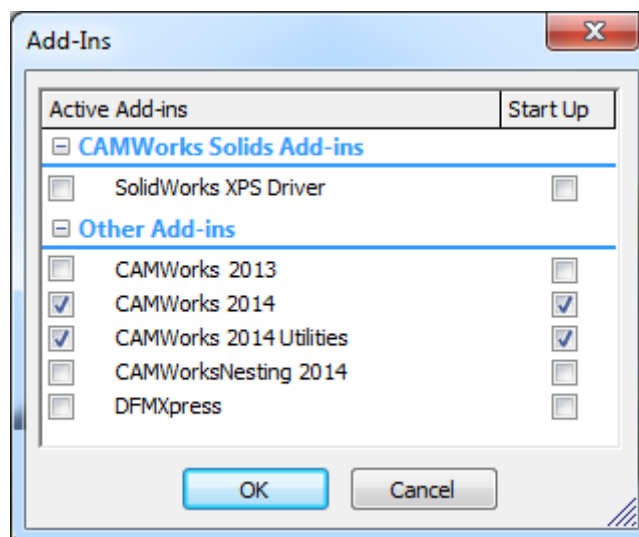 Add-Ins
Active Add-ins Start Up
CAMWorks Solids Add-ins
SolidWorks XPS Driver
Other Add-ins
CAMWorks 2013
CAMWorks 2014
CAMWorks 2014 Utilities
CAMWorksNesting 2014
DFMXpress
OK Cancel